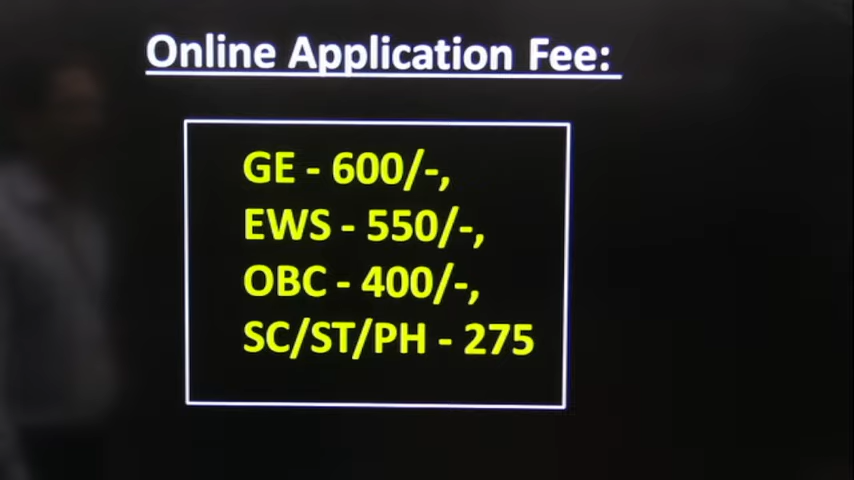 Online Application Fee:
GE - 600/-,
EWS - 550/-,
OBC - 400/-,
SC/ST/PH - 275